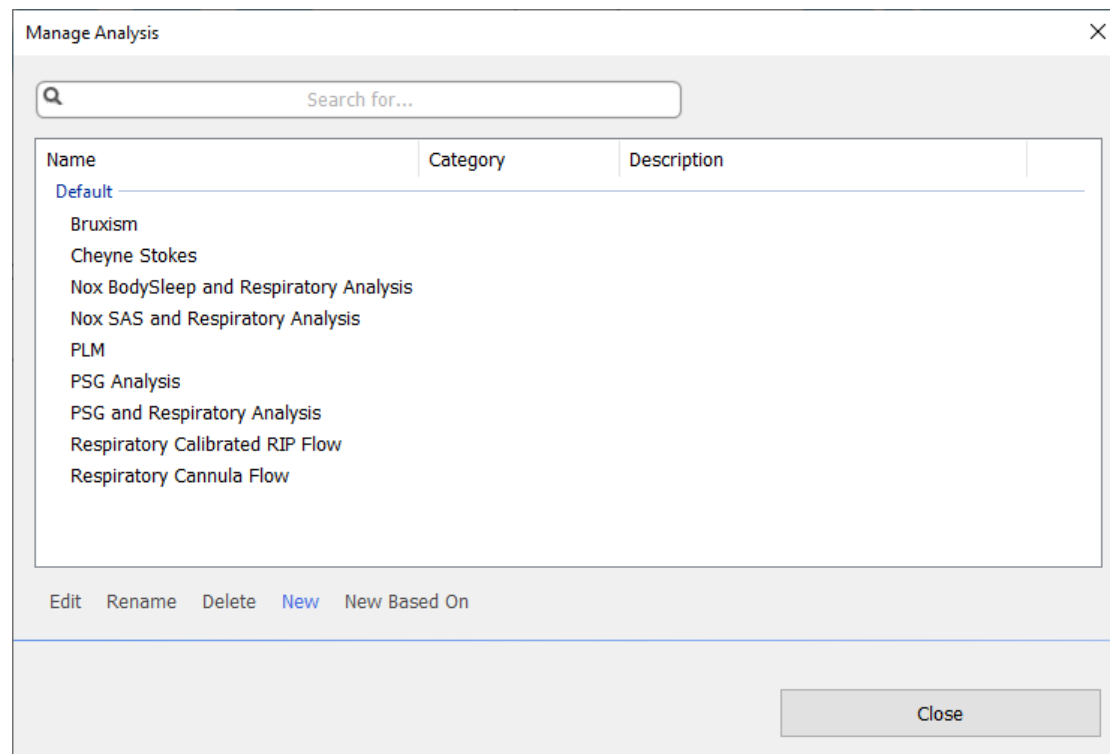 Manage Analysis
Search for...
Name Category Description
Default
Bruxism
Cheyne Stokes
Nox BodySleep and Respiratory Analysis
Nox SAS and Respiratory Analysis
PLM
PSG Analysis
PSG and Respiratory Analysis
Respiratory Calibrated RIP Flow
Respiratory Cannula Flow
Edit Rename Delete New New Based On
Close